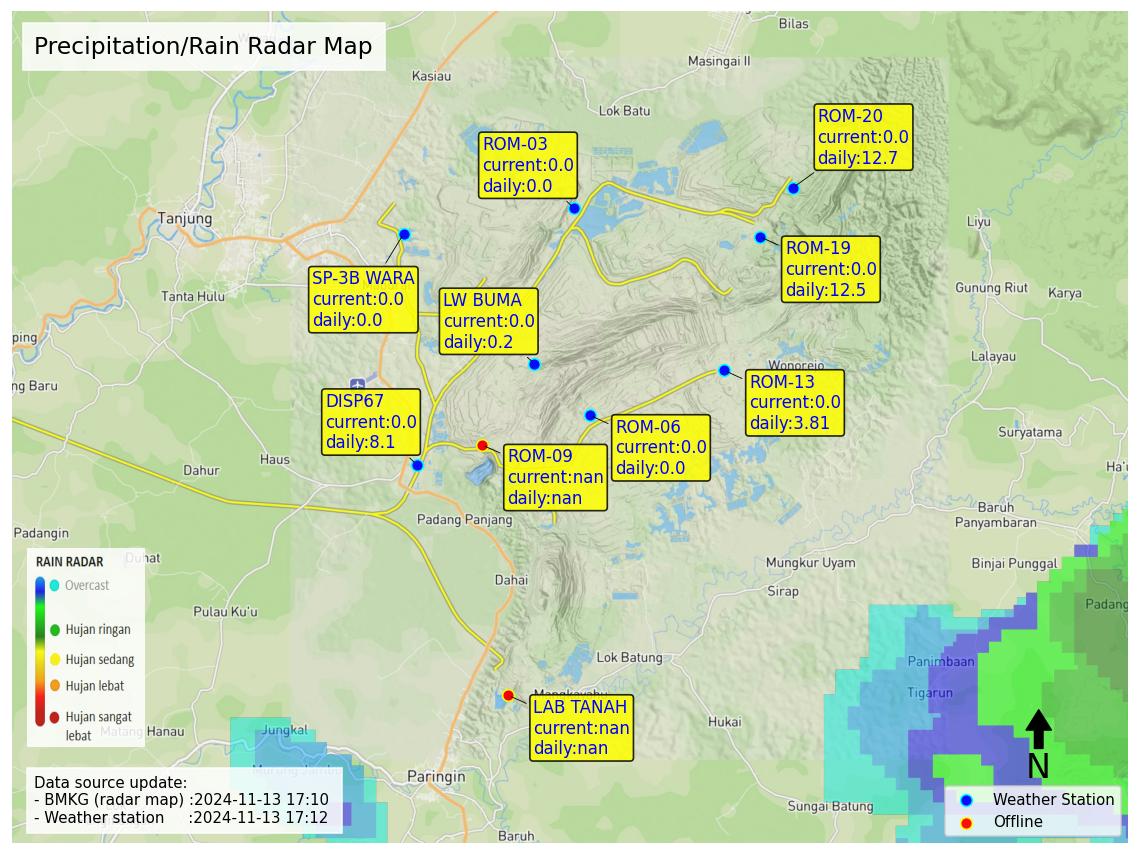 Bilas
Precipitation/Rain Radar Map
Masingai II
Kasiau
Lok Batu
ROM-20
current:0.0
daily:12.7
ROM-03
current:0.0
daily:0.0
Tanjung
Liyu
ROM-19
current:0.0
daily:12.5
SP-3B WARA
current:0.0
daily:0.0
LW BUMA
current:0.0
daily:0.2
Tanta Hulu
Gunung Riut
Karya
ping
Lalayau
Wonorejo
ng Baru
ROM-13
current:0.0
daily:3.81
DISP67
current:0.0
daily:8.1
ROM-06
current:0.0
daily:0.0
Suryatama
ROM-09
current:nan
daily:nan
Haus
Dahur
Ha'u
Baruh
Panyambaran
Padang Panjang
Padangin
Duhat
Mungkur Uyam
Binjai Punggal
RAIN RADAR
Overcast
Hujan ringan
Hujan sedang
Hujan lebat
Hujan sangat
lebat
Dahai
Sirap
Padang
Pulau Ku'u
Lok Batung
Panimbaan
Tigarun
LAB TANAH
current:nan
daily:nan
Hukai
Matang Hanau
Jungkal
N
Paringin
Data source update:
- BMKG (radar map) :2024-11-13 17:10
- Weather station :2024-11-13 17:12
Sungai Batung
Weather Station
Offline
Baruh